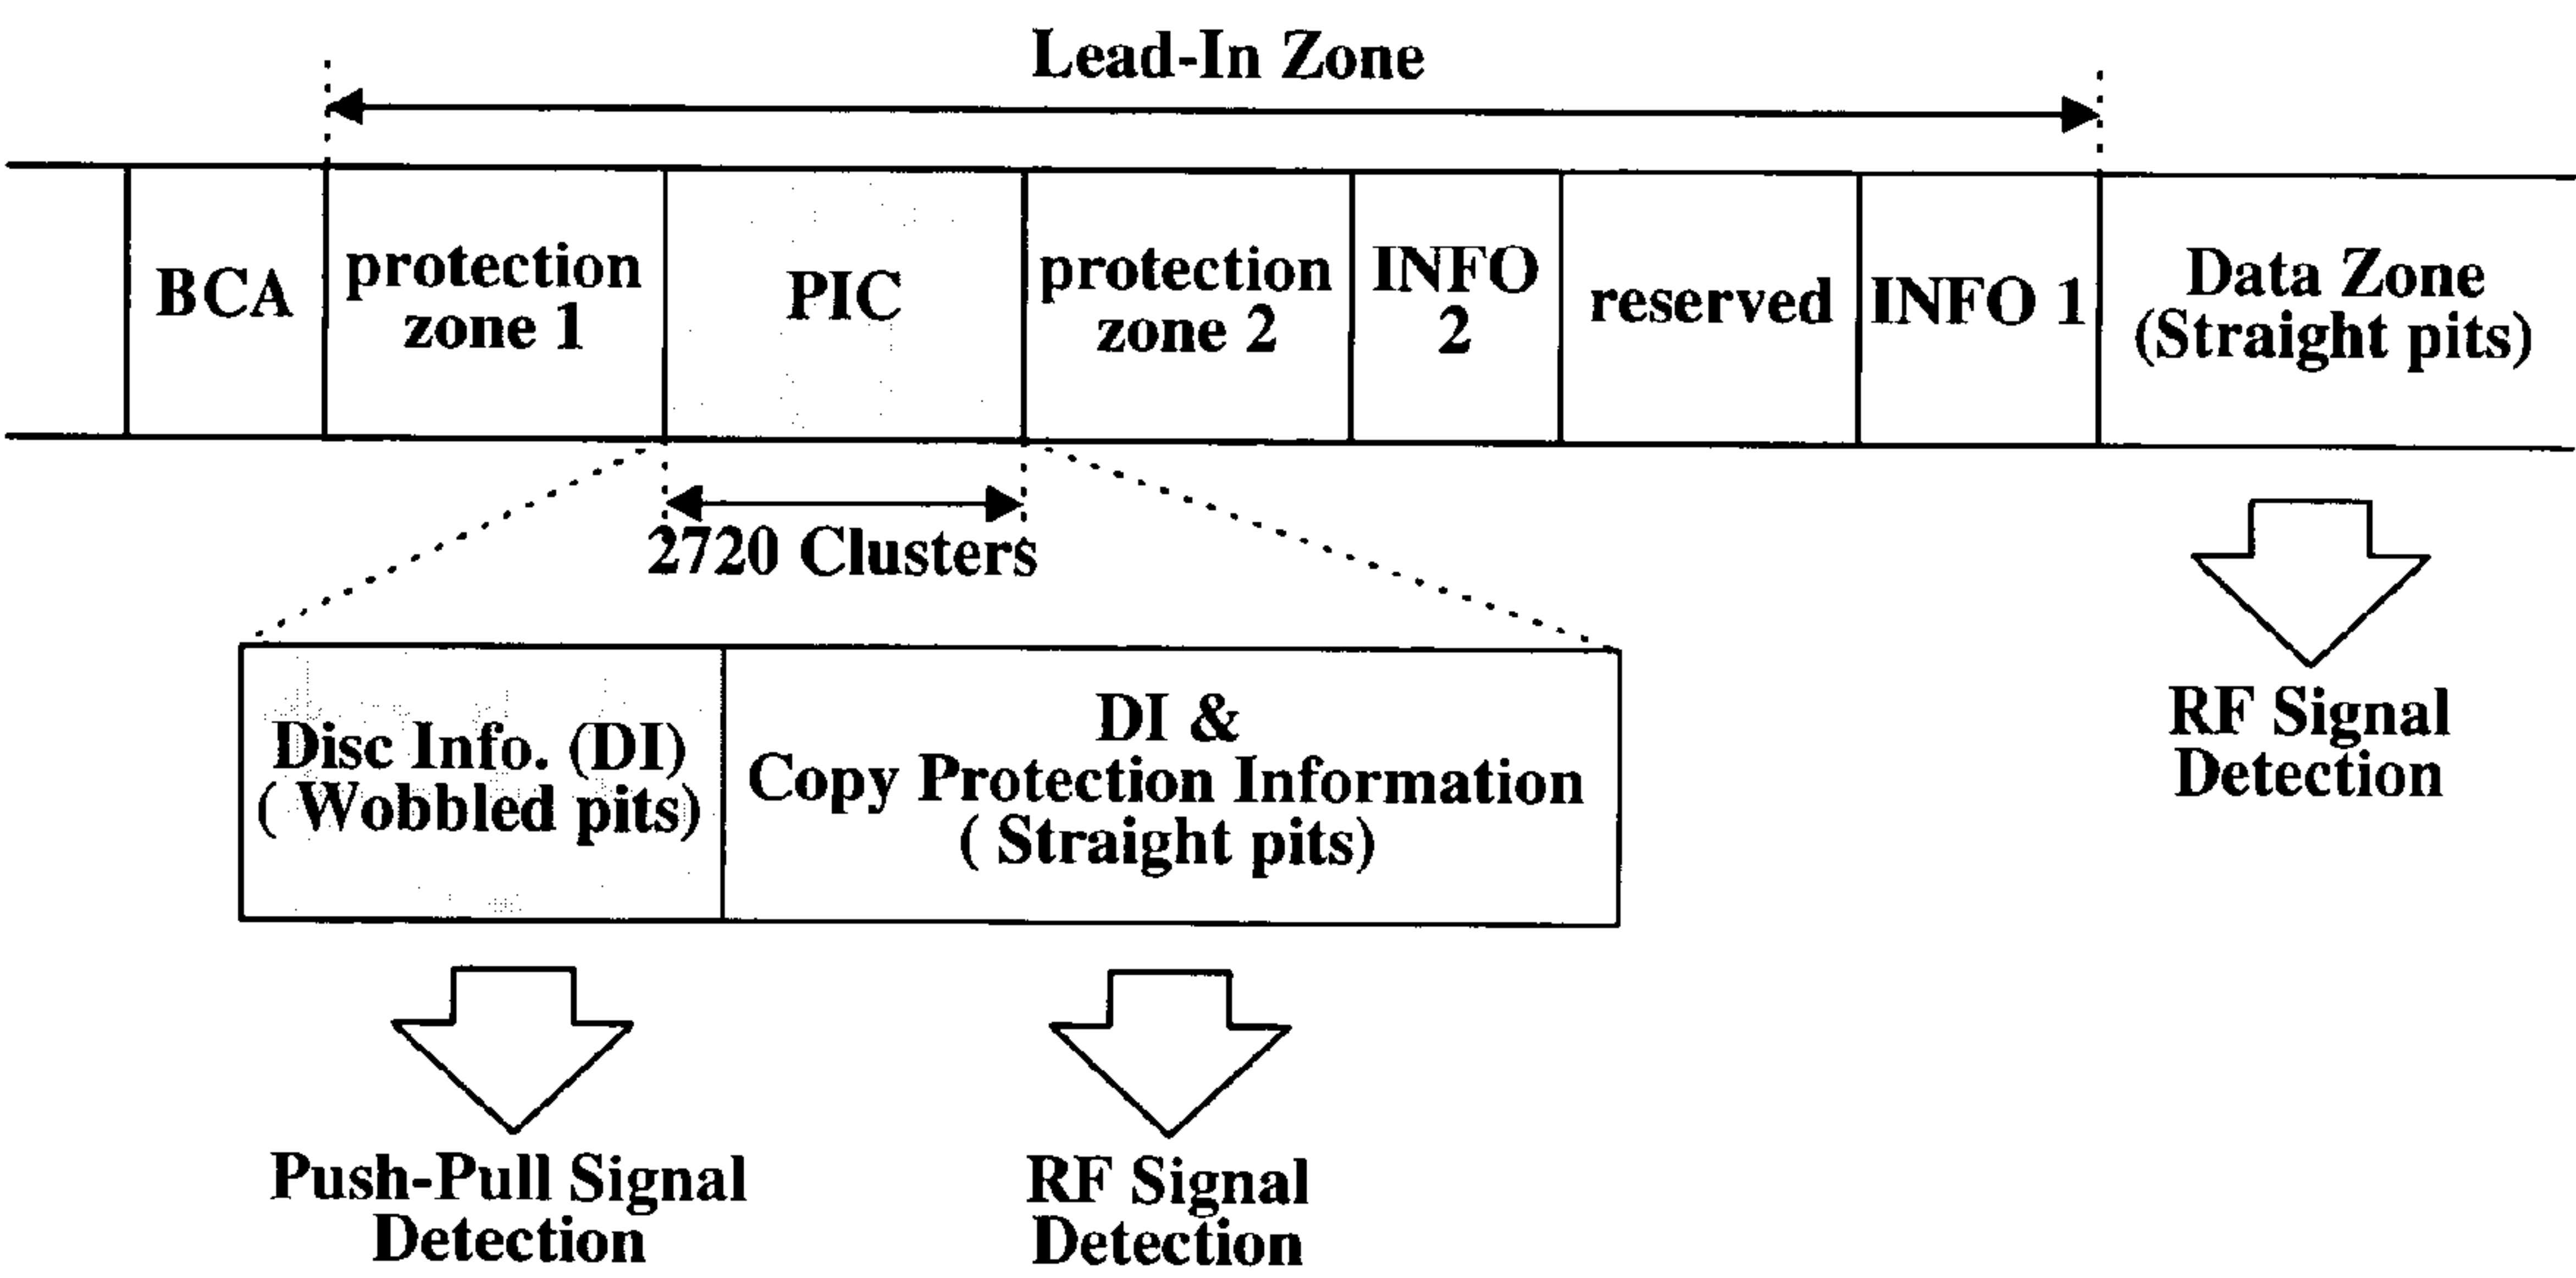 Lead-In Zone
BCA
protection
zone 1
PIC
protection
zone 2
INFO
2
reserved
INFO 1
Data Zone
(Straight pits)
2720 Clusters
Disc Info. (DI)
( Wobbled pits)
DI &
Copy Protection Information
( Straight pits)
RF Signal
Detection
Push-Pull Signal
Detection
RF Signal
Detection